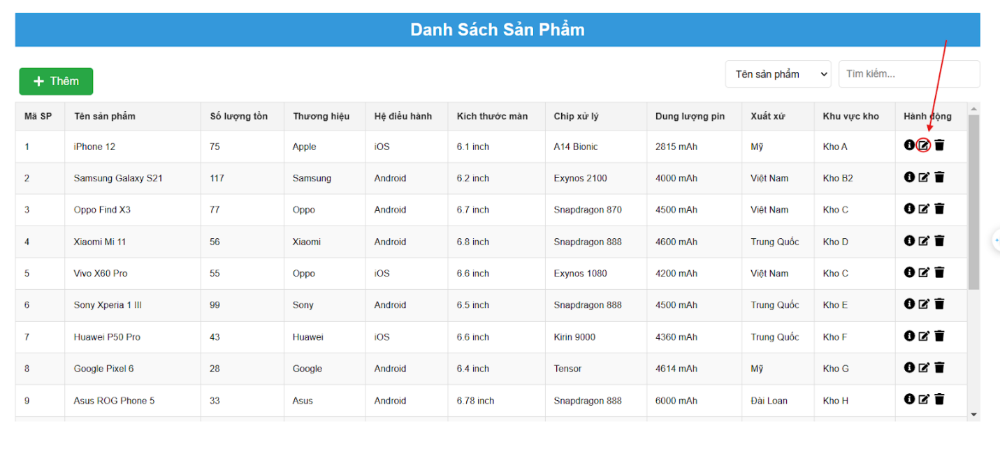 Danh Sách Sản Phẩm
Thêm
Tên sản phẩm Tìm kiếm...
Mã SP Tên sản phẩm Số lượng tồn Thương hiệu Hệ điều hành Kích thước màn Chip xử lý Dung lượng pin Xuất xứ Khu vực kho Hành động
1 iPhone 12 75 Apple iOS 6.1 inch A14 Bionic 2815 mAh Mỹ Kho A
2 Samsung Galaxy S21 117 Samsung Android 6.2 inch Exynos 2100 4000 mAh Việt Nam Kho B2
3 Oppo Find X3 77 Oppo Android 6.7 inch Snapdragon 870 4500 mAh Việt Nam Kho C
4 Xiaomi Mi 11 56 Xiaomi Android 6.8 inch Snapdragon 888 4600 mAh Trung Quốc Kho D
5 Vivo X60 Pro 55 Oppo iOS 6.6 inch Exynos 1080 4200 mAh Việt Nam Kho C
6 Sony Xperia 1 III 99 Sony Android 6.5 inch Snapdragon 888 4500 mAh Trung Quốc Kho E
7 Huawei P50 Pro 43 Huawei iOS 6.6 inch Kirin 9000 4360 mAh Trung Quốc Kho F
8 Google Pixel 6 28 Google Android 6.4 inch Tensor 4614 mAh Mỹ Kho G
9 Asus ROG Phone 5 33 Asus Android 6.78 inch Snapdragon 888 6000 mAh Đài Loan Kho H